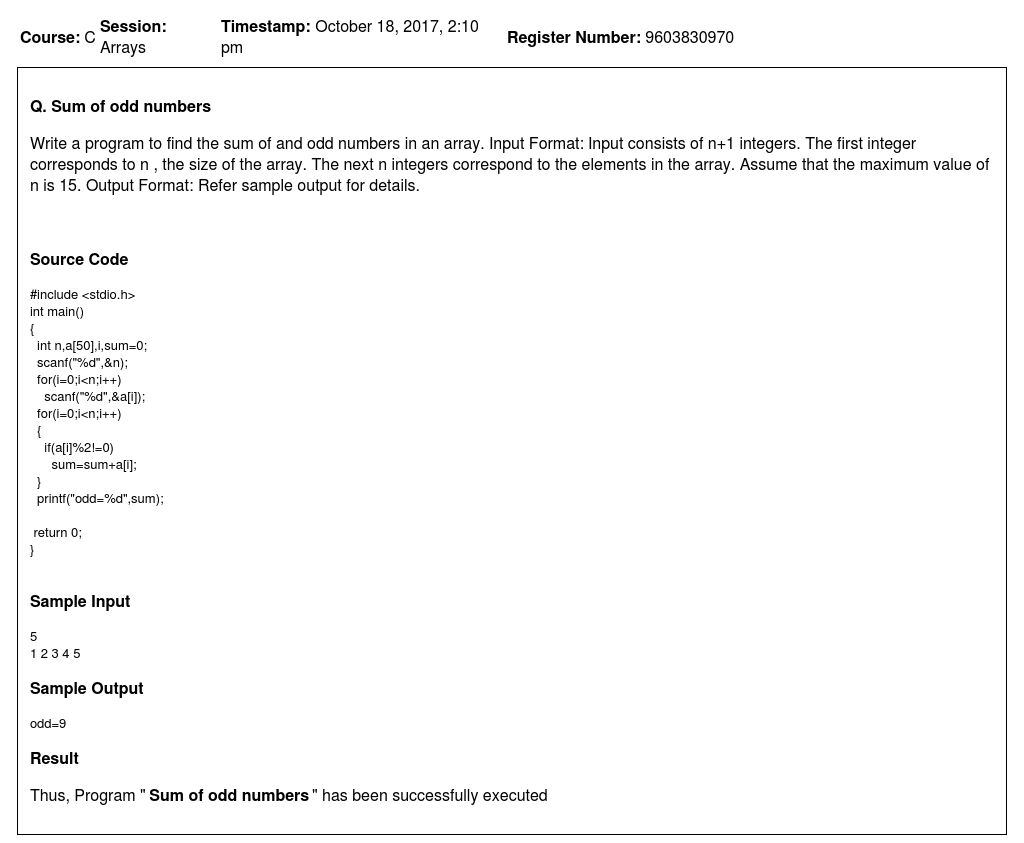 Course: C Session: Arrays Timestamp: October 18, 2017, 2:10 pm Register Number: 9603830970
Q. Sum of odd numbers
Write a program to find the sum of and odd numbers in an array. Input Format: Input consists of n+1 integers. The first integer
corresponds to n , the size of the array. The next n integers correspond to the elements in the array. Assume that the maximum value of
n is 15. Output Format: Refer sample output for details.
Source Code
#include <stdio.h>
int main()
{
  int n,a[50],i,sum=0;
  scanf("%d",&n);
  for(i=0;i<n;i++)
    scanf("%d",&a[i]);
  for(i=0;i<n;i++)
  {
    if(a[i]%2!=0)
      sum=sum+a[i];
  }
  printf("odd=%d",sum);
 return 0;
}
Sample Input
5
1 2 3 4 5
Sample Output
odd=9
Result
Thus, Program " Sum of odd numbers " has been successfully executed